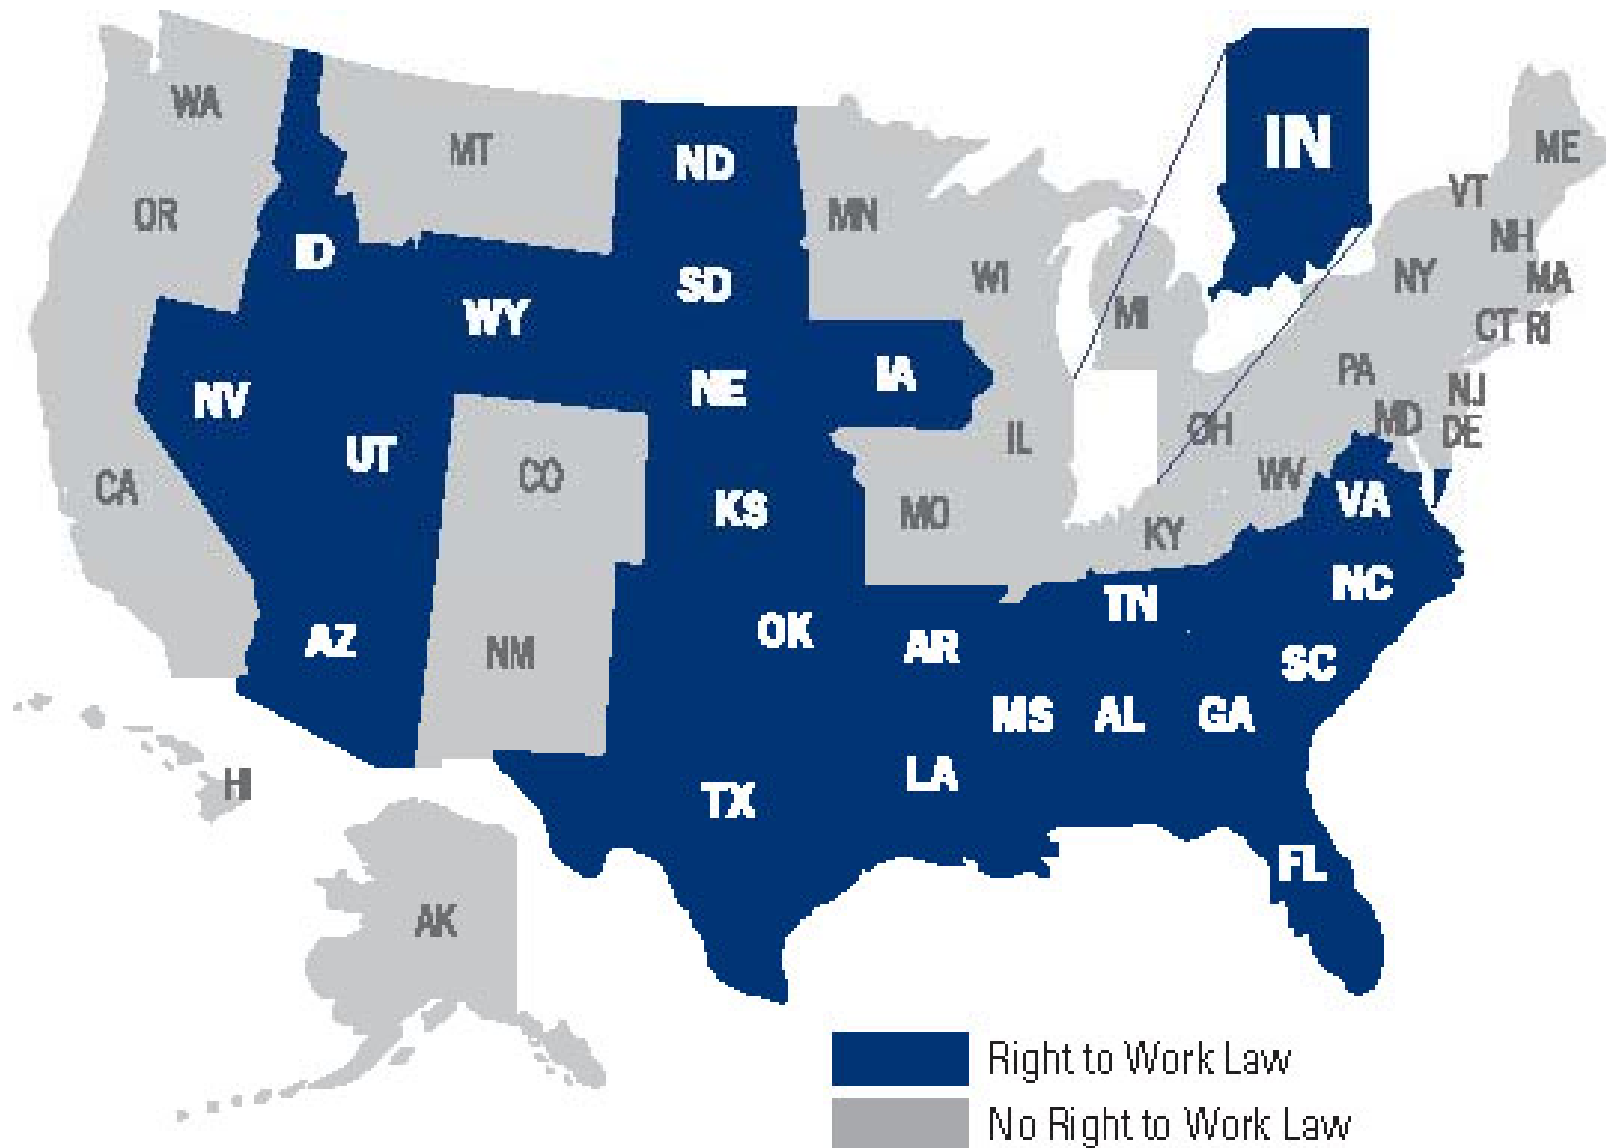 WA
MT
ND
IN
ME
VT
OR
MN
NH
ID
WI
NY
MA
SD
WY
MI
CT RI
IA
PA
NE
NJ
NV
MD
DE
OH
IL
UT
CO
WV
CA
VA
KS
MO
KY
NC
TN
OK
AZ
AR
NM
SC
MS
AL
GA
LA
HI
TX
FL
AK
Right to Work Law
No Right to Work Law